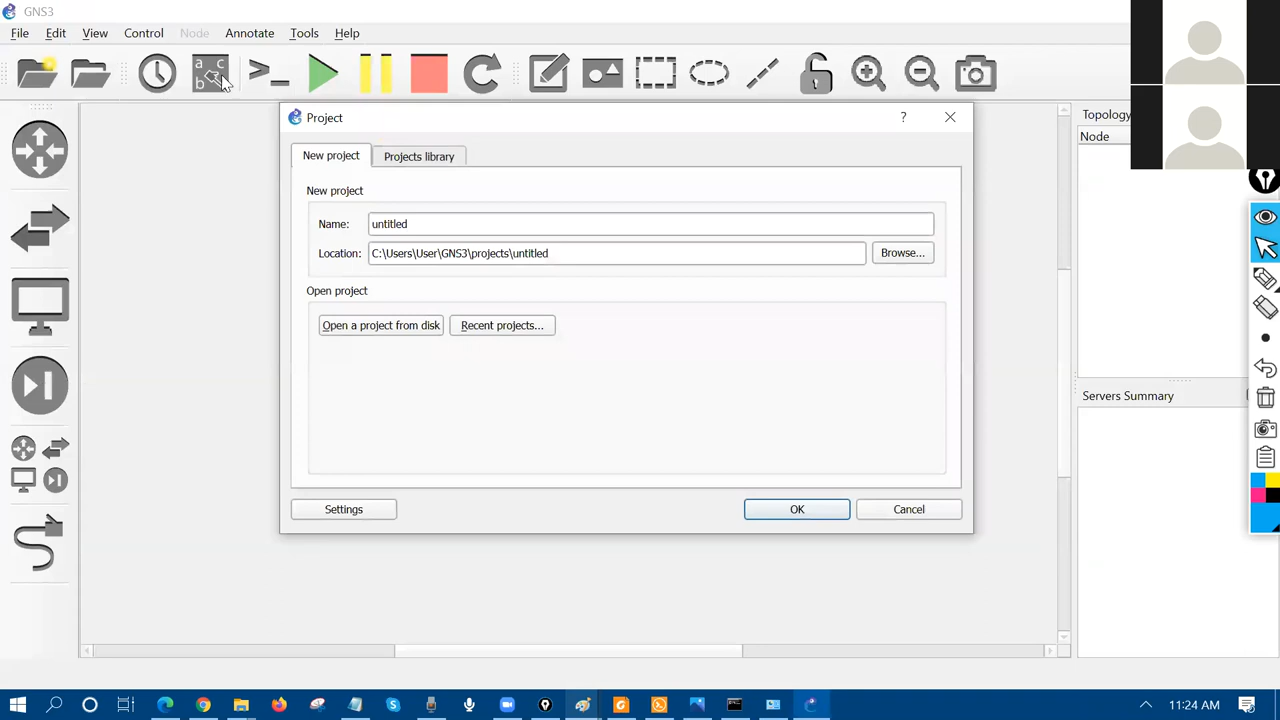 GNS3
File Edit View Control Node Annotate Tools Help
a c
b
>_
Project
?
New project Projects library
New project
Name: untitled
Location: C:\Users\User\GNS3\projects\untitled Browse...
Open project
Open a project from disk Recent projects...
Settings OK Cancel
Topology
Node
Servers Summary
11:24 AM